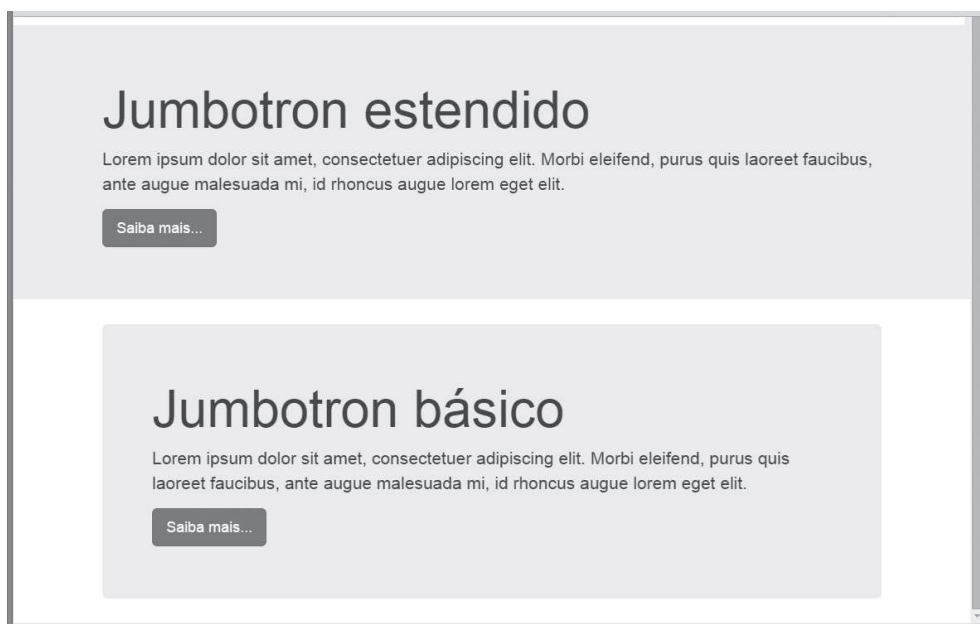 Jumbotron estendido
Lorem ipsum dolor sit amet, consectetuer adipiscing elit. Morbi eleifend, purus quis laoreet faucibus,
ante augue malesuada mi, id rhoncus augue lorem eget elit.
Saiba mais...
Jumbotron básico
Lorem ipsum dolor sit amet, consectetuer adipiscing elit. Morbi eleifend, purus quis
laoreet faucibus, ante augue malesuada mi, id rhoncus augue lorem eget elit.
Saiba mais...